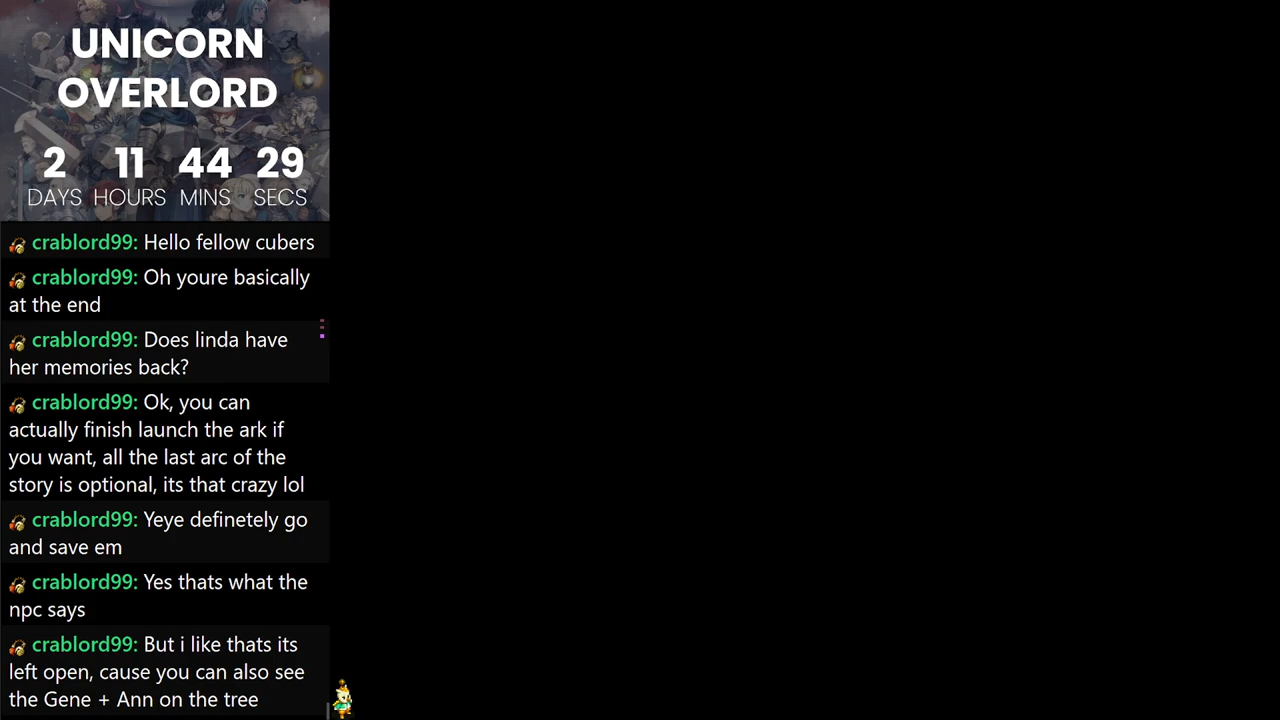 UNICORN
OVERLORD
2 11 44 29
DAYS HOURS MINS SECS
crablord99: Hello fellow cubers
crablord99: Oh youre basically
at the end
crablord99: Does linda have
her memories back?
crablord99: Ok, you can
actually finish launch the ark if
you want, all the last arc of the
story is optional, its that crazy lol
crablord99: Yeye definetely go
and save em
crablord99: Yes thats what the
npc says
crablord99: But i like thats its
left open, cause you can also see
the Gene + Ann on the tree